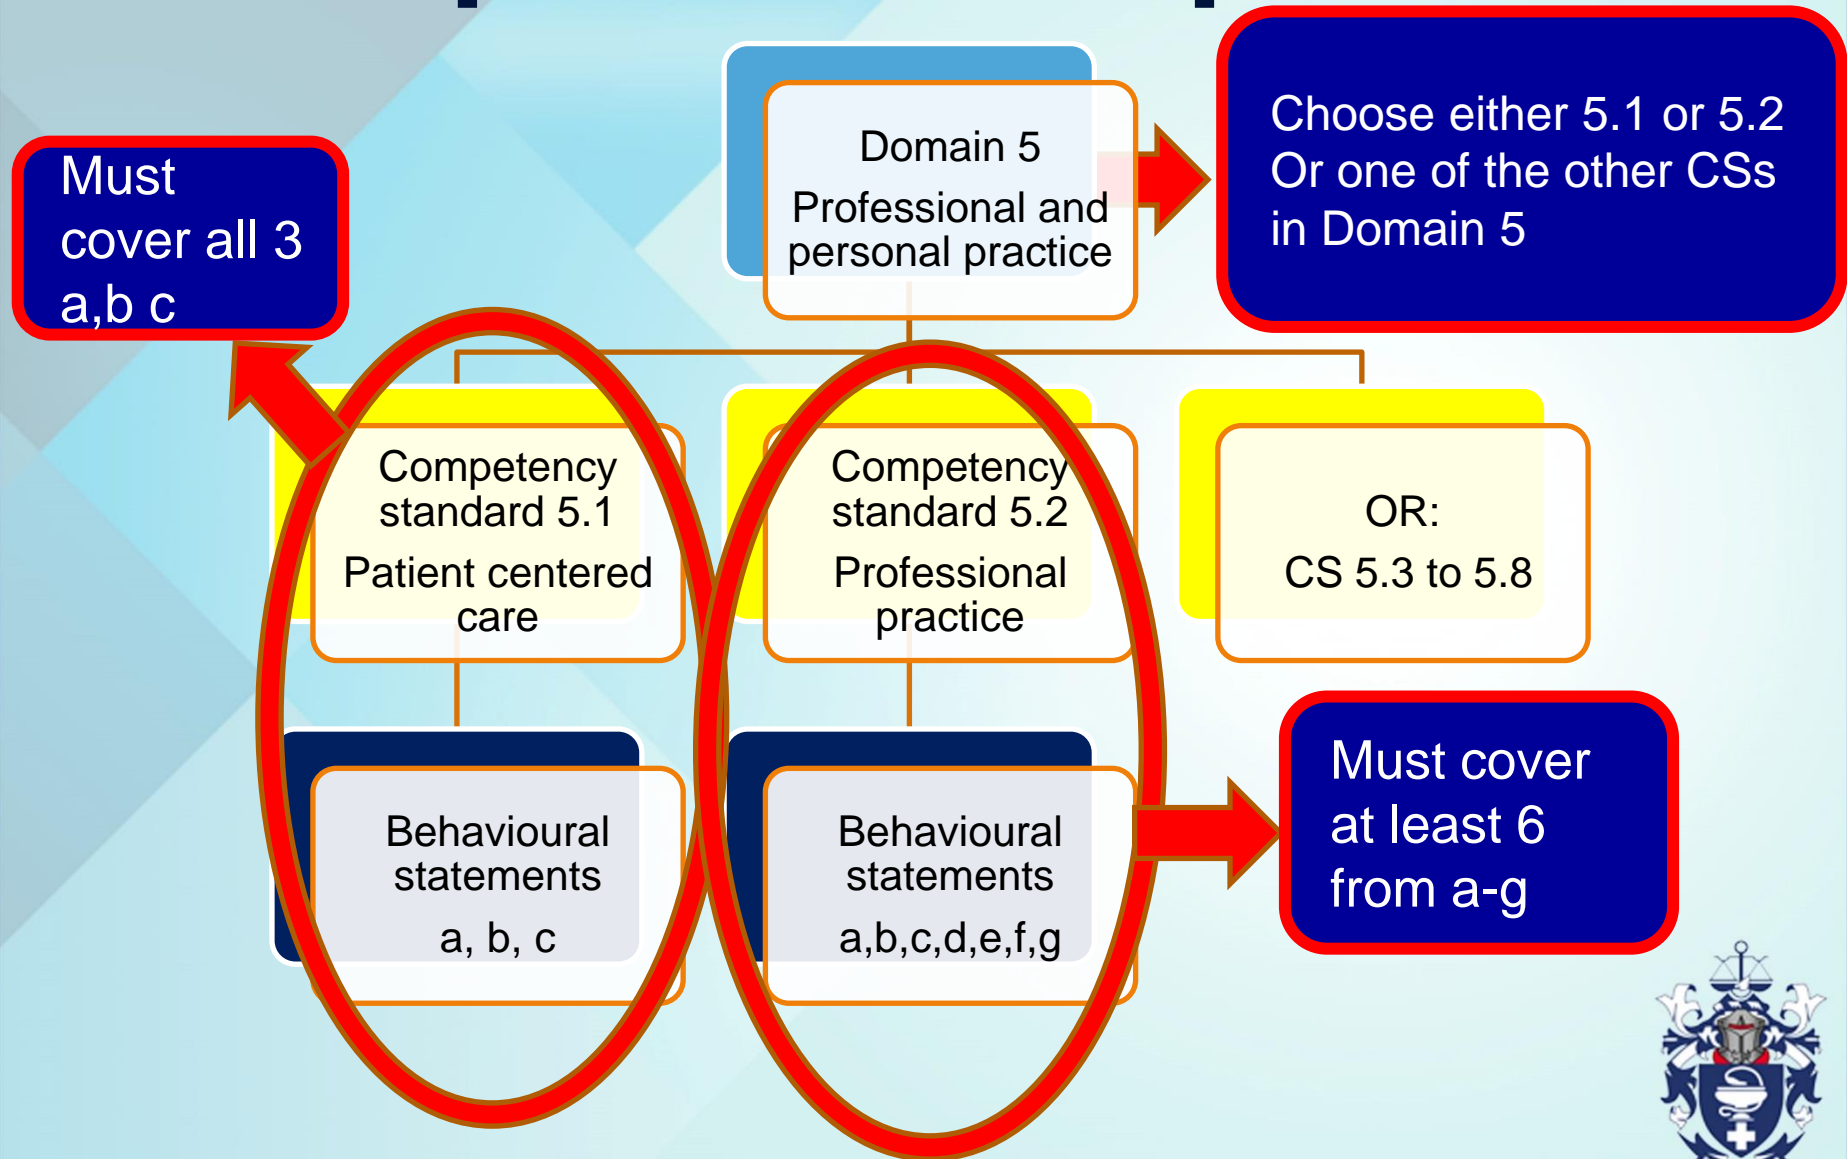 Domain 5
Professional and
personal practice
Choose either 5.1 or 5.2
Or one of the other CSs
in Domain 5
Must
cover all 3
a,b c
Competency
standard 5.1
Patient centered
care
Competency
standard 5.2
Professional
practice
OR:
CS 5.3 to 5.8
Behavioural
statements
a, b, c
Behavioural
statements
a,b,c,d,e,f,g
Must cover
at least 6
from a-g